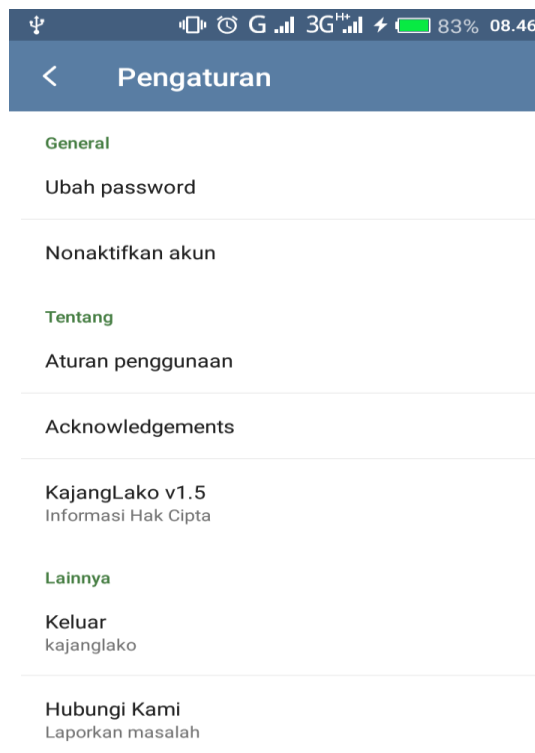 G 3G H+ 83% 08.46
Pengaturan
General
Ubah password
Nonaktifkan akun
Tentang
Aturan penggunaan
Acknowledgements
KajangLako v1.5
Informasi Hak Cipta
Lainnya
Keluar
kajanglako
Hubungi Kami
Laporkan masalah